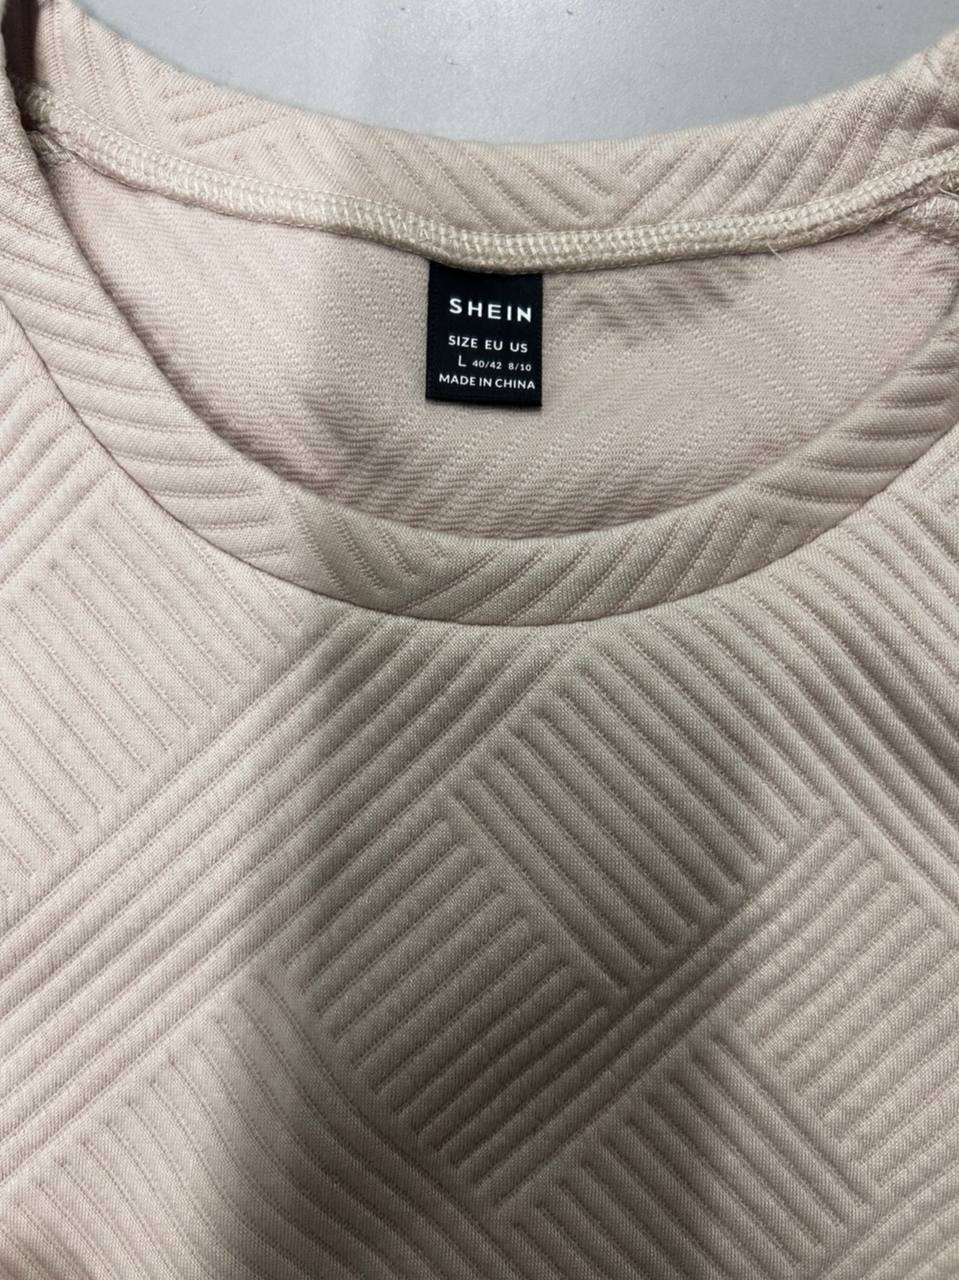 SHEIN
SIZE EU US
L 40/42 8/10
MADE IN CHINA